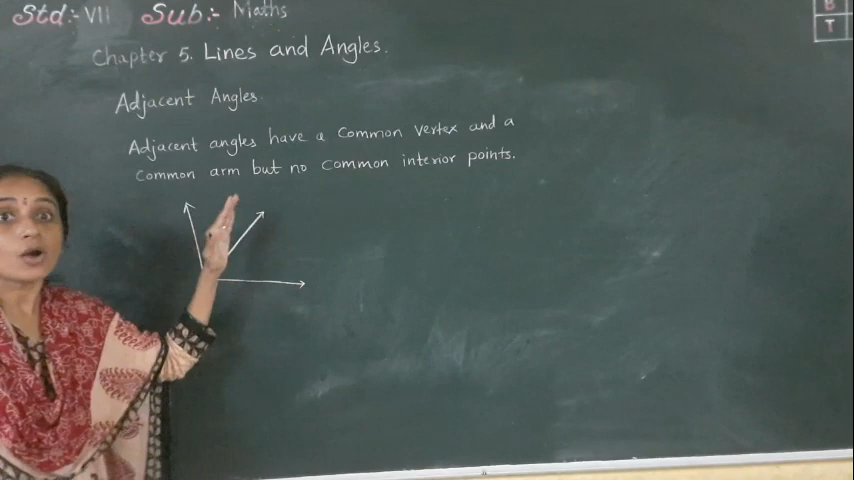 Std:- VII Sub:- Maths
Chapter 5. Lines and Angles.
Adjacent Angles.
Adjacent angles have a Common Vertex and a
Common arm but no Common interior points.
B
T